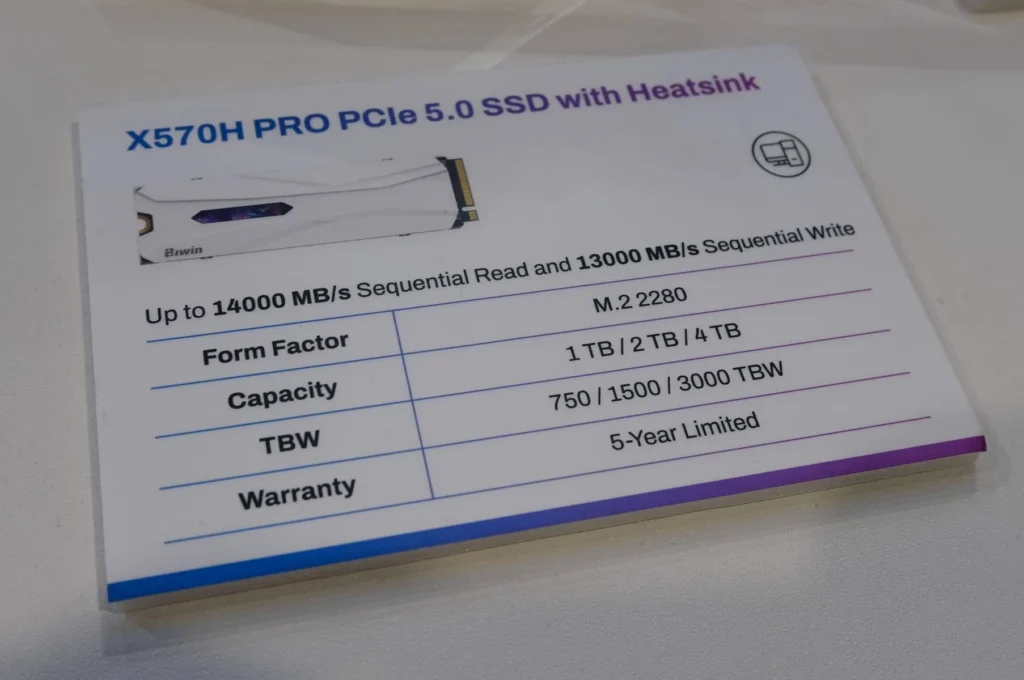 X570H PRO PCIe 5.0 SSD with Heatsink
Biwin
Up to 14000 MB/s Sequential Read and 13000 MB/s Sequential Write
Form Factor M.2 2280
Capacity 1 TB / 2 TB / 4 TB
TBW 750 / 1500 / 3000 TBW
Warranty 5-Year Limited